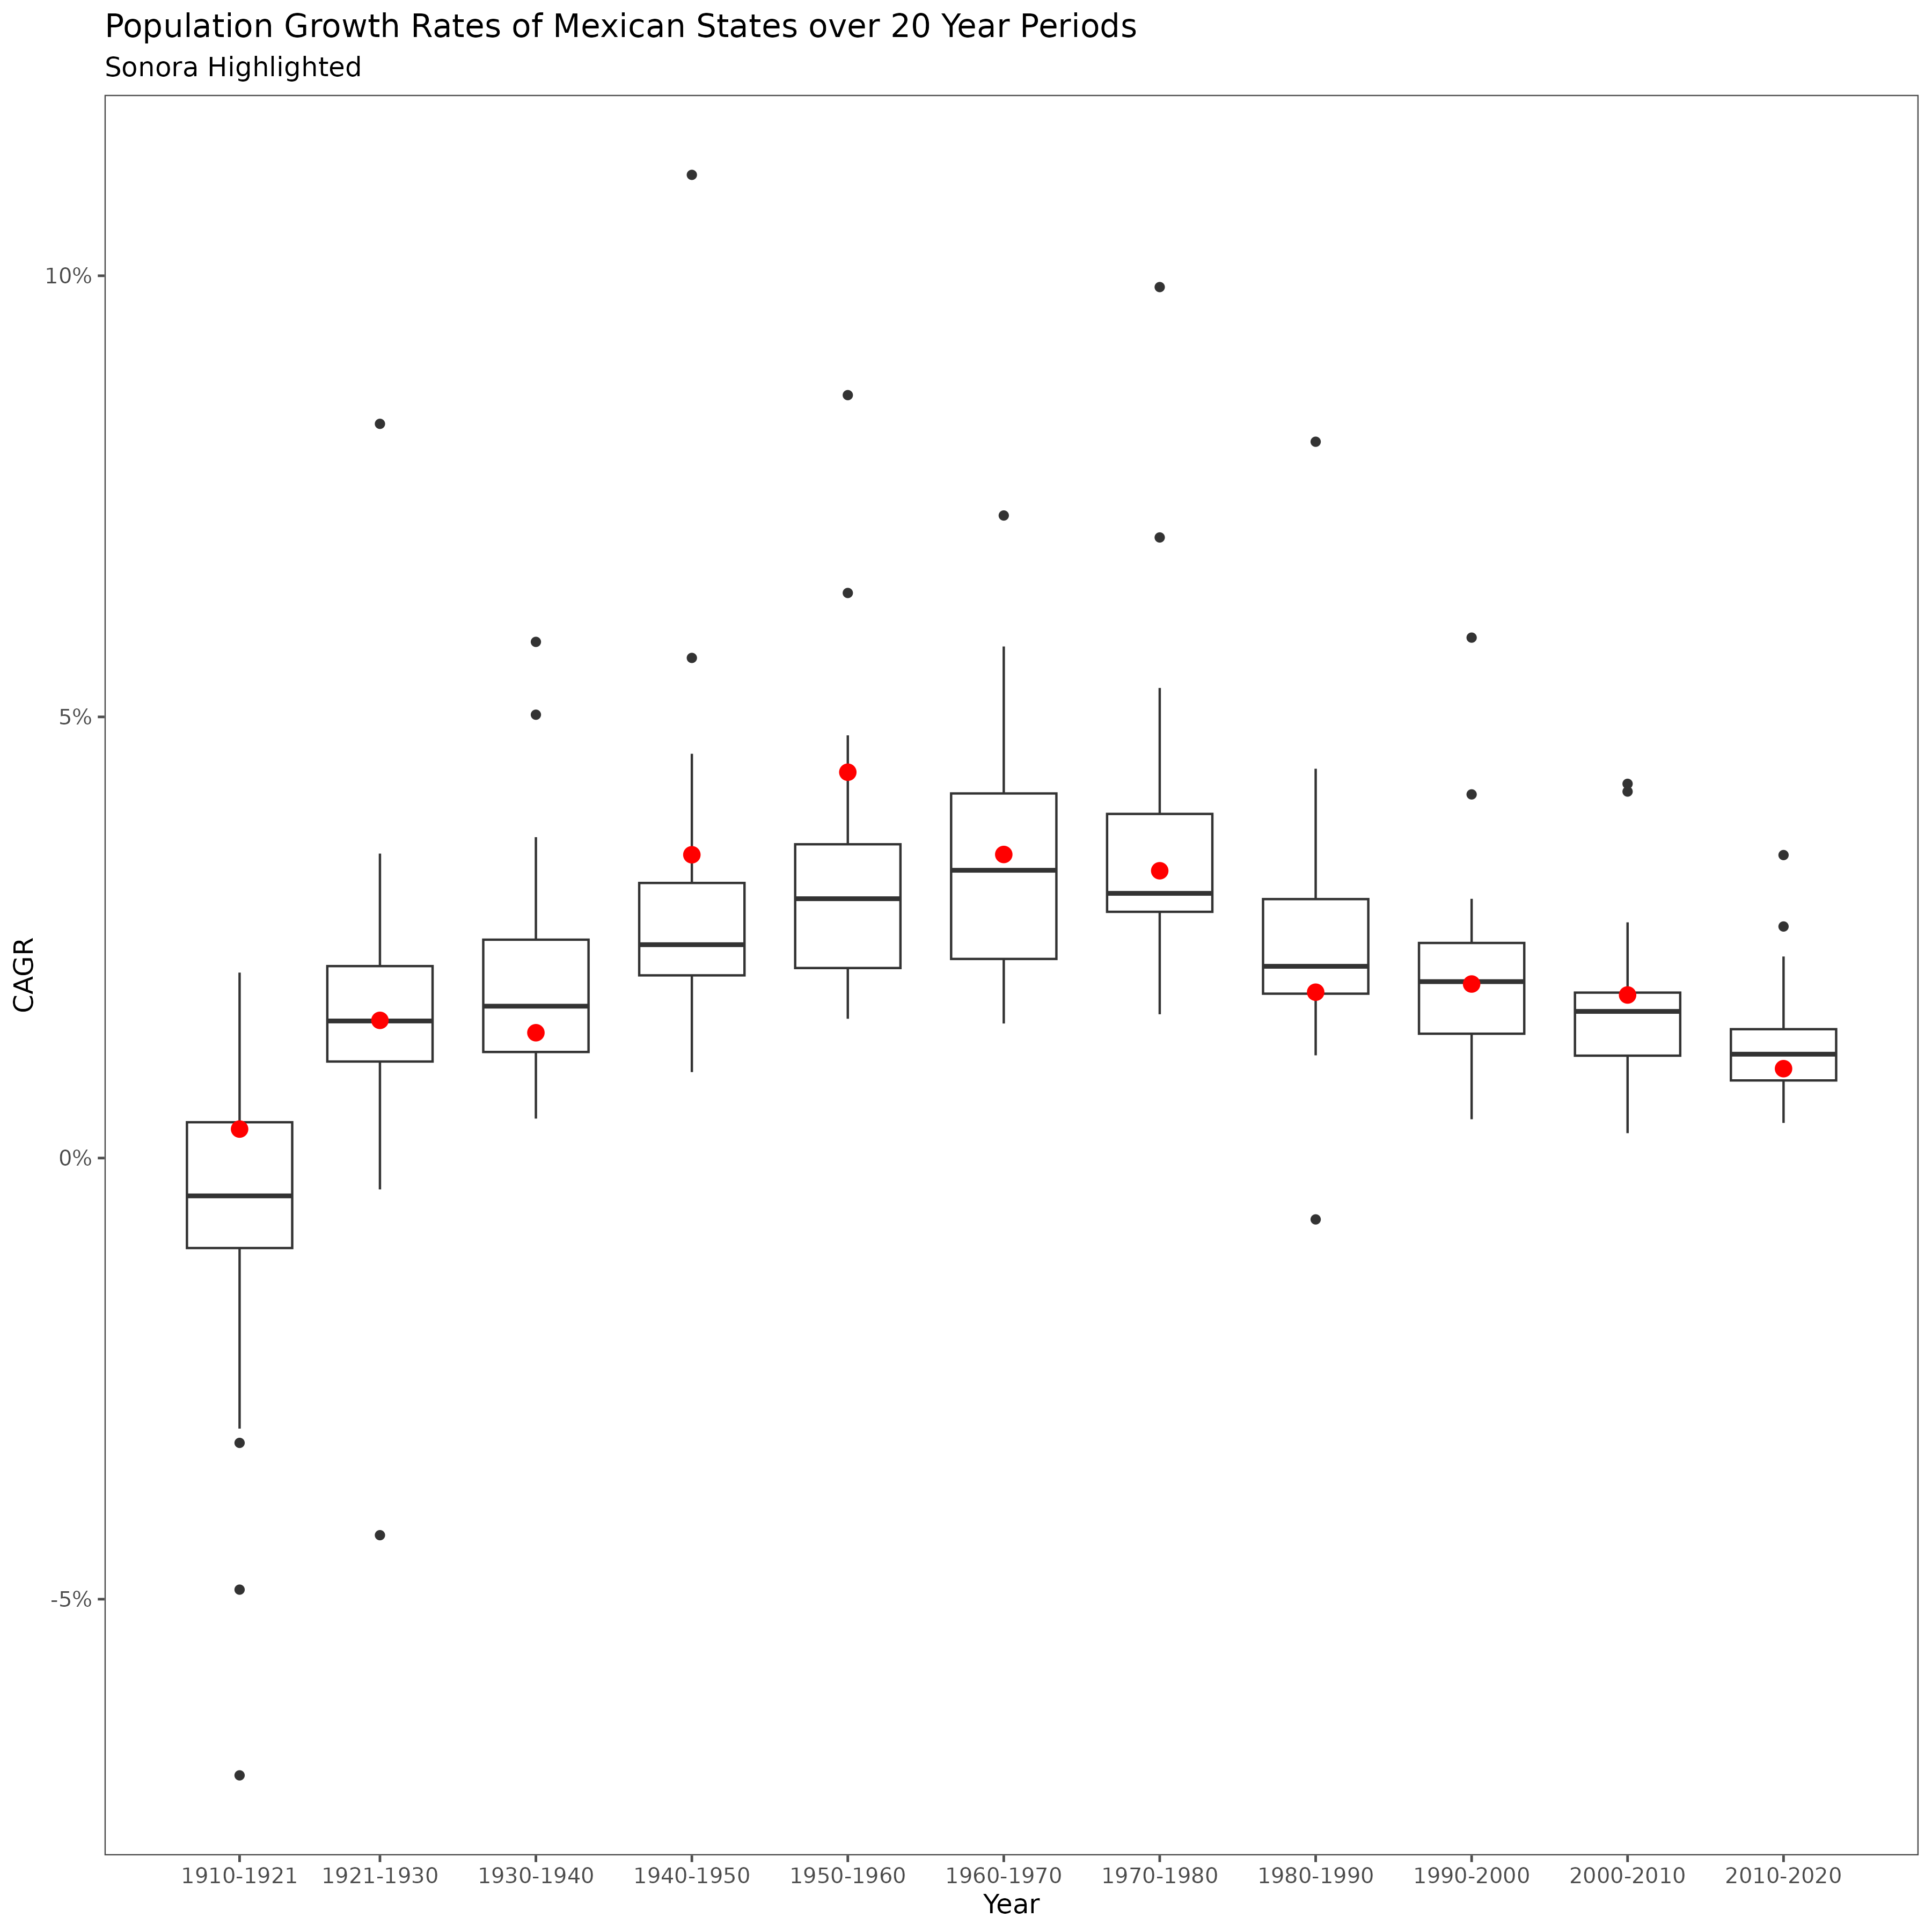 Population Growth Rates of Mexican States over 20 Year Periods
Sonora Highlighted
10%
5%
0%
-5%
CAGR
1910-1921 1921-1930 1930-1940 1940-1950 1950-1960 1960-1970 1970-1980 1980-1990 1990-2000 2000-2010 2010-2020
Year